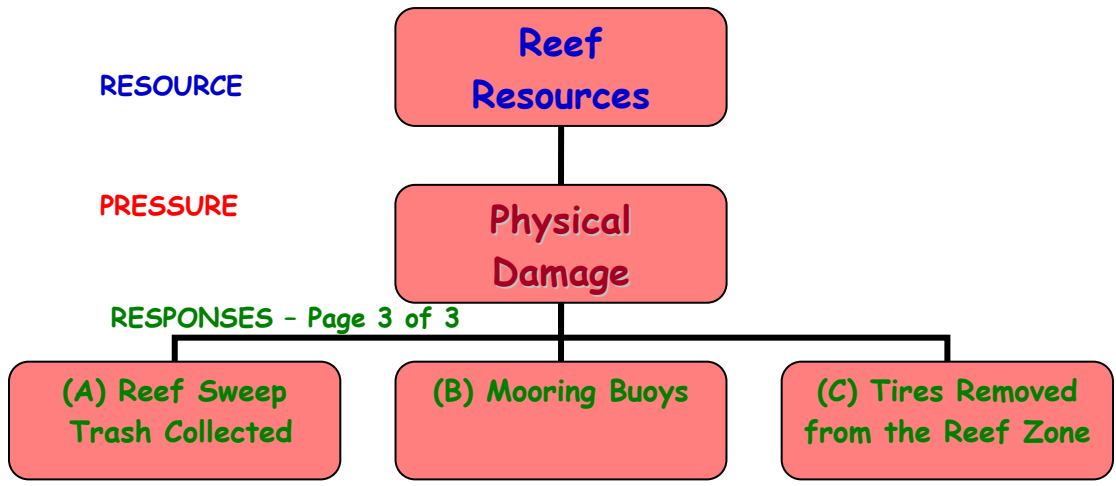 Reef
Resources
RESOURCE
PRESSURE
Physical
Damage
RESPONSES – Page 3 of 3
(A) Reef Sweep
Trash Collected
(B) Mooring Buoys
(C) Tires Removed
from the Reef Zone